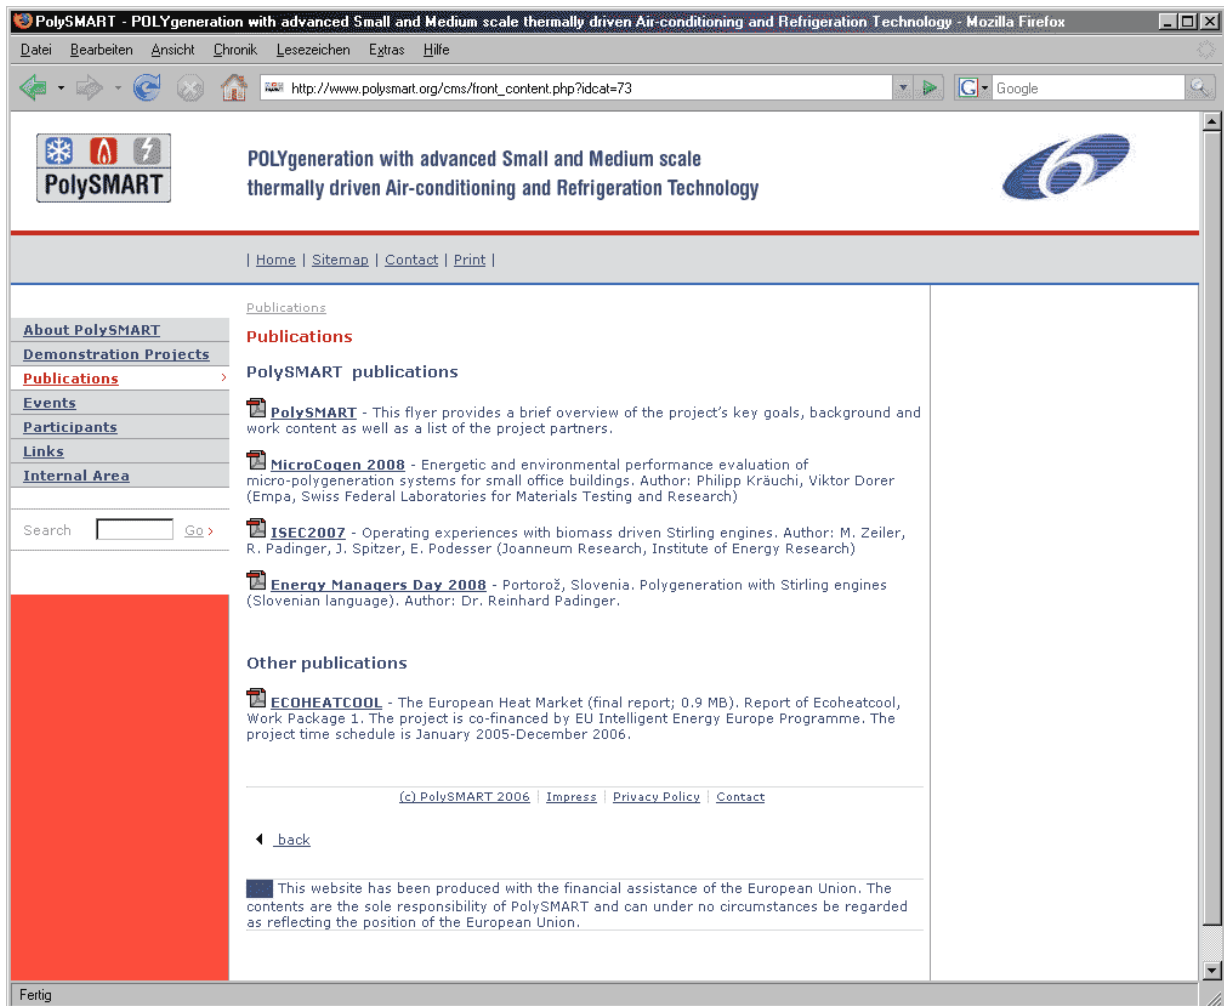 PolySMART - POLYgeneration with advanced Small and Medium scale thermally driven Air-conditioning and Refrigeration Technology - Mozilla Firefox
Datei Bearbeiten Ansicht Chronik Lesezeichen Extras Hilfe
http://www.polysmart.org/cms/front_content.php?idcat=73
G Google
PolySMART
POLYgeneration with advanced Small and Medium scale
thermally driven Air-conditioning and Refrigeration Technology
6
| Home | Sitemap | Contact | Print |
About PolySMART
Demonstration Projects
Publications >
Events
Participants
Links
Internal Area
Search Go >
Publications
Publications
PolySMART publications
PolySMART - This flyer provides a brief overview of the project's key goals, background and
work content as well as a list of the project partners.
MicroCogen 2008 - Energetic and environmental performance evaluation of
micro-polygeneration systems for small office buildings. Author: Philipp Kräuchi, Viktor Dorer
(Empa, Swiss Federal Laboratories for Materials Testing and Research)
ISEC2007 - Operating experiences with biomass driven Stirling engines. Author: M. Zeiler,
R. Padinger, J. Spitzer, E. Podesser (Joanneum Research, Institute of Energy Research)
Energy Managers Day 2008 - Portorož, Slovenia. Polygeneration with Stirling engines
(Slovenian language). Author: Dr. Reinhard Padinger.
Other publications
ECOHEATCOOL - The European Heat Market (final report; 0.9 MB). Report of Ecoheatcool,
Work Package 1. The project is co-financed by EU Intelligent Energy Europe Programme. The
project time schedule is January 2005-December 2006.
(c) PolySMART 2006 | Impress | Privacy Policy | Contact
back
This website has been produced with the financial assistance of the European Union. The
contents are the sole responsibility of PolySMART and can under no circumstances be regarded
as reflecting the position of the European Union.
Fertig